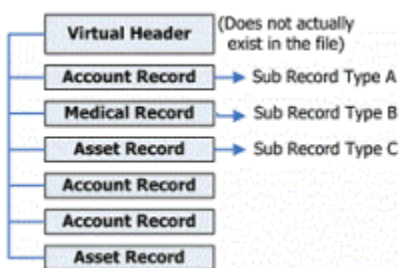 Virtual Header
(Does not actually
exist in the file)
Account Record
Sub Record Type A
Medical Record
Sub Record Type B
Asset Record
Sub Record Type C
Account Record
Account Record
Asset Record